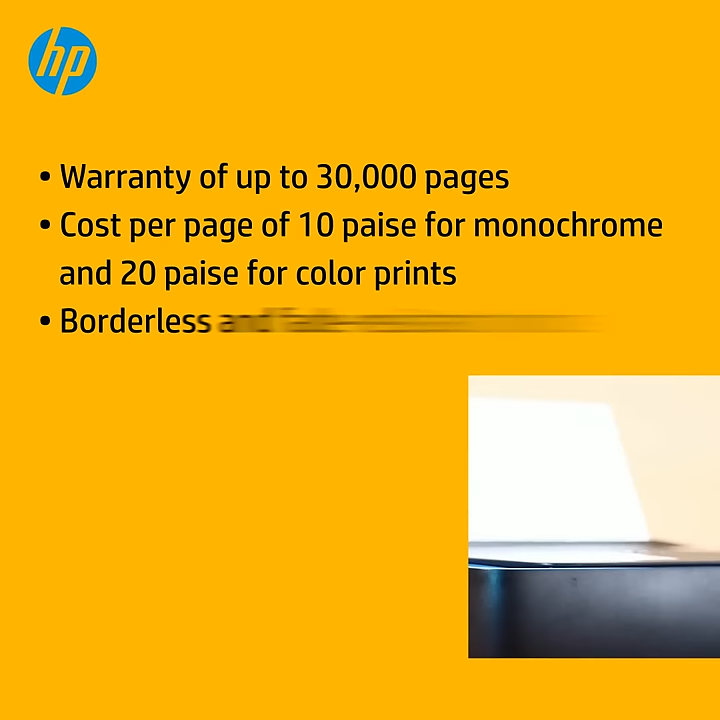 hp
• Warranty of up to 30,000 pages
• Cost per page of 10 paise for monochrome
and 20 paise for color prints
• Borderless and